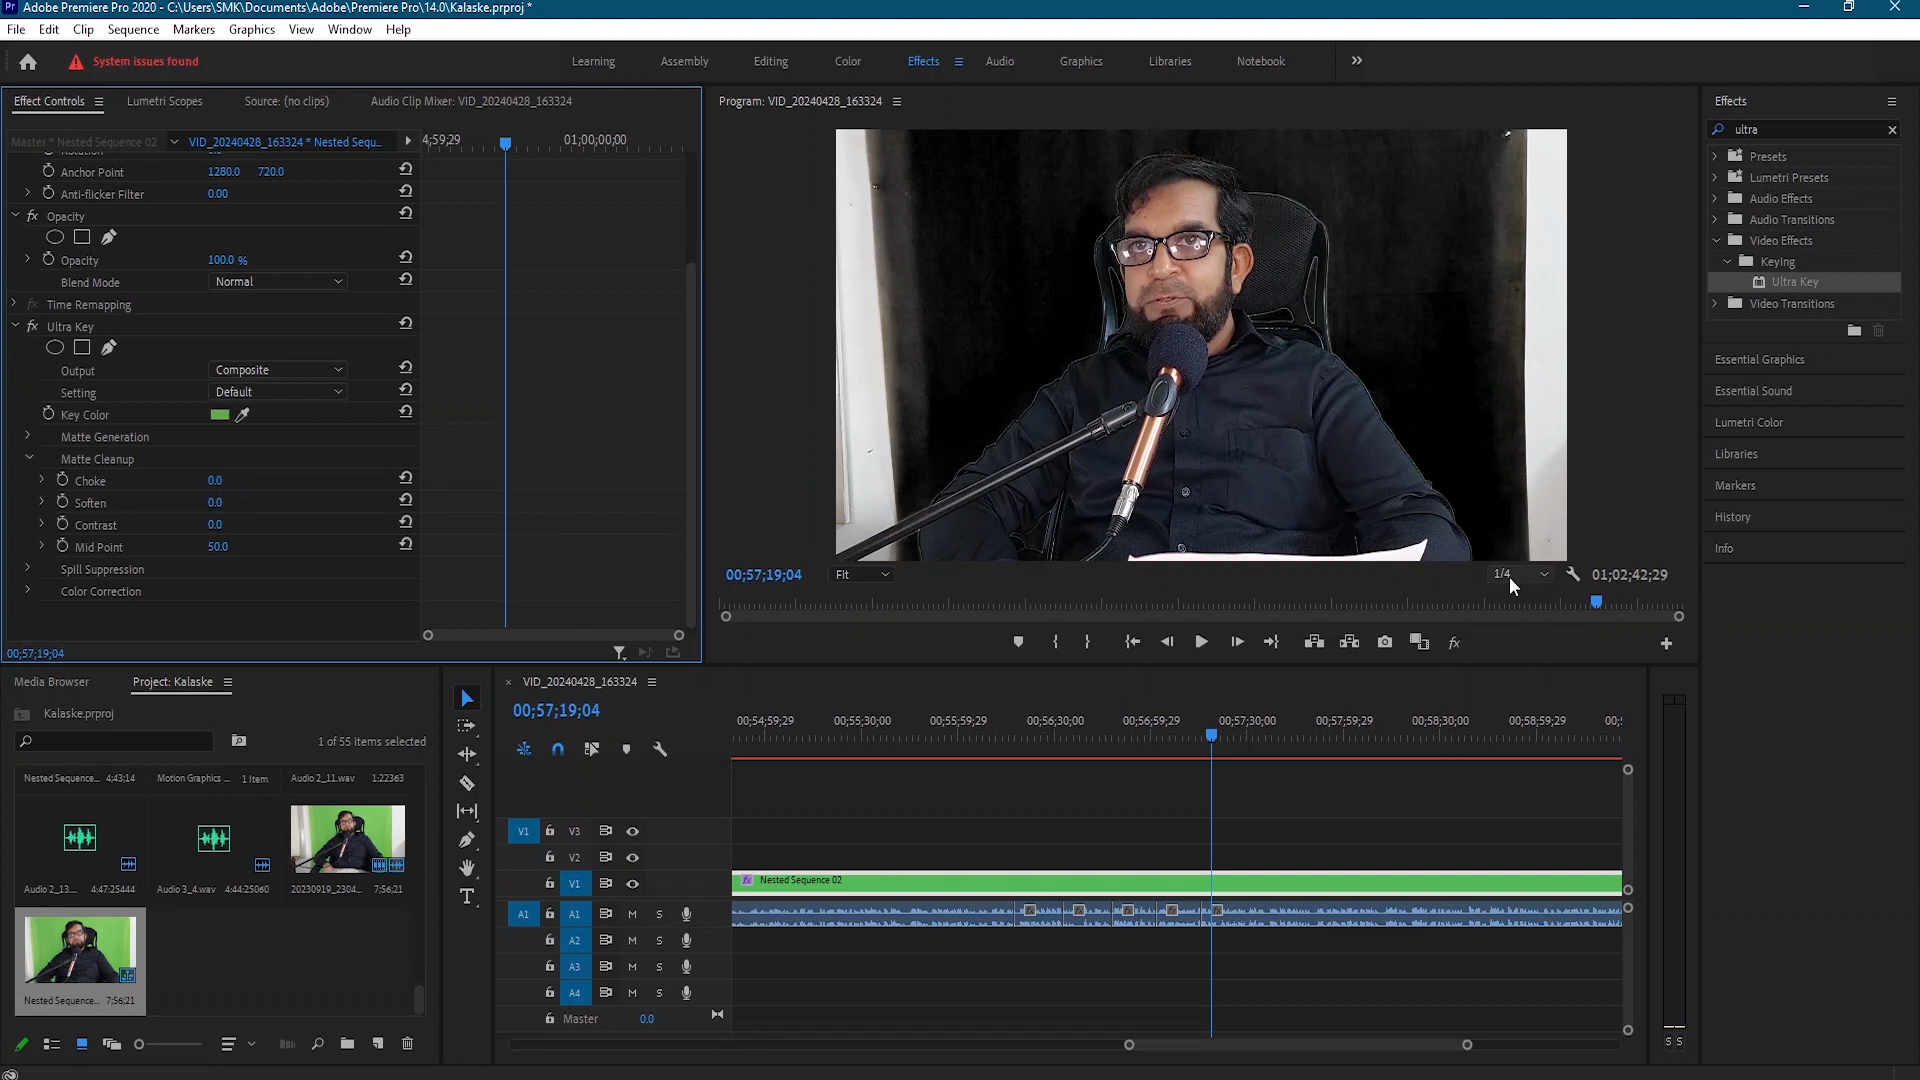 Adobe Premiere Pro 2020 - C:\Users\SMK\Documents\Adobe\Premiere Pro\14.0\Kalaske.prproj *
File Edit Clip Sequence Markers Graphics View Window Help
System issues found
Learning Assembly Editing Color Effects Audio Graphics Libraries Notebook
Effect Controls Lumetri Scopes Source: (no clips) Audio Clip Mixer: VID_20240428_163324
Master * Nested Sequence 02 VID_20240428_163324 * Nested Sequ...
4;59;29 01;00;00;00
Rotation
Anchor Point 1280.0 720.0
Anti-flicker Filter 0.00
fx Opacity
Opacity 100.0 %
Blend Mode Normal
fx Time Remapping
fx Ultra Key
Output Composite
Setting Default
Key Color
Matte Generation
Matte Cleanup
Choke 0.0
Soften 0.0
Contrast 0.0
Mid Point 50.0
Spill Suppression
Color Correction
00;57;19;04
Program: VID_20240428_163324
00;57;19;04 Fit 1/4 01;02;42;29
fx
Effects
ultra
Presets
Lumetri Presets
Audio Effects
Audio Transitions
Video Effects
Keying
Ultra Key
Video Transitions
Essential Graphics
Essential Sound
Lumetri Color
Libraries
Markers
History
Info
Media Browser Project: Kalaske
Kalaske.prproj
1 of 55 items selected
Nested Sequence... 4;43;14 Motion Graphics ... 1 Item Audio 2_11.wav 1:22363
Audio 2_13... 4:47:25444 Audio 3_4.wav 4:44:25060 20230919_2304... 7;56;21
Nested Sequence... 7;56;21
VID_20240428_163324
00;57;19;04
00;54;59;29 00;55;30;00 00;55;59;29 00;56;30;00 00;56;59;29 00;57;30;00 00;57;59;29 00;58;30;00 00;58;59;29 00;
V1 V3
V2
V1 fx Nested Sequence 02
A1 A1 M S
A2 M S
A3 M S
A4 M S
Master 0.0
S S